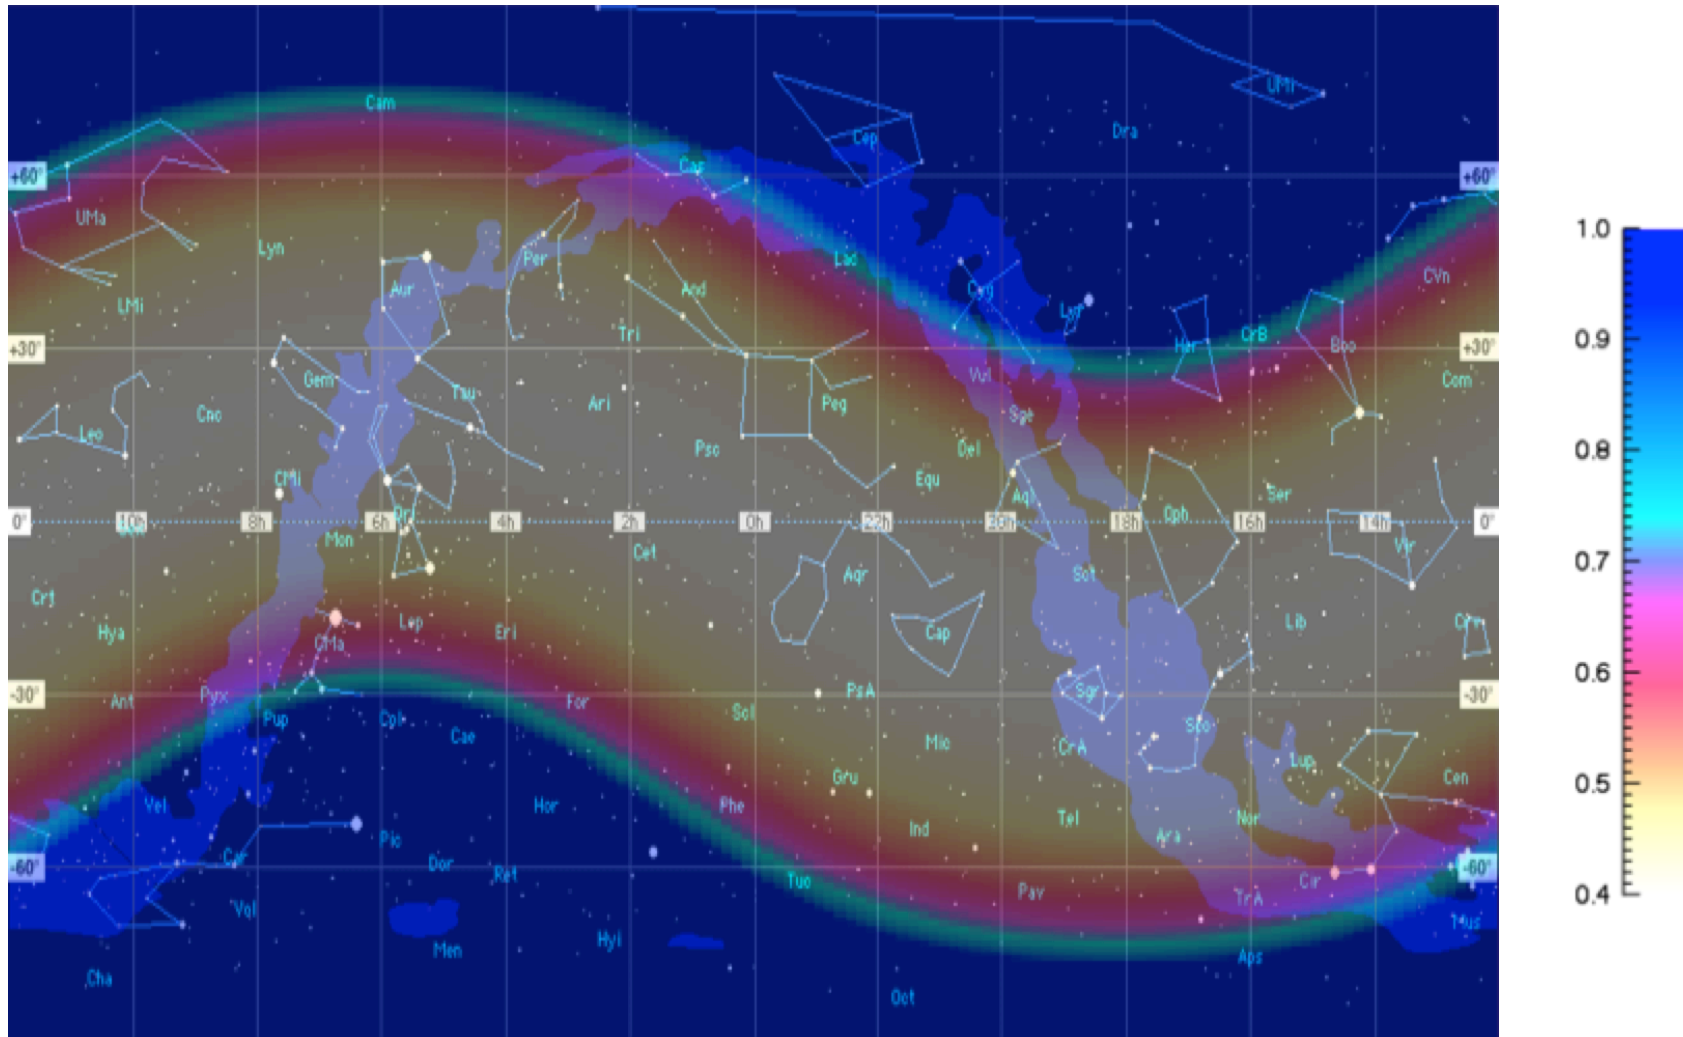 UMi
Cam
Dra
Cep
Cas
+60°
+60°
UMa
Lyn
Per
Lac
CVn
Aur
And
Cyg
Lyr
LMi
Tri
CrB
Her
Boo
+30°
+30°
Gem
Vul
Com
Tau
Ari
Peg
Cnc
Sge
Leo
Psc
Del
CMi
Equ
Aql
Ser
Ori
Oph
0°
10h
8h
6h
4h
2h
0h
22h
20h
18h
16h
14h
0°
Mon
Cet
Vir
Aqr
Sct
Crt
Hya
Lep
Eri
Cap
Lib
Crv
CMa
-30°
Ant
Pyx
For
PsA
Sgr
-30°
Pup
Col
Scl
Sco
Cae
Mic
CrA
Lup
Gru
Cen
Vel
Hor
Phe
Tel
Nor
Pic
Ind
Ara
Car
-60°
Dor
Ret
Tuc
Pav
Cir
-60°
Vol
TrA
Mus
Men
Hyi
Aps
Cha
Oct
1.0
0.9
0.8
0.7
0.6
0.5
0.4